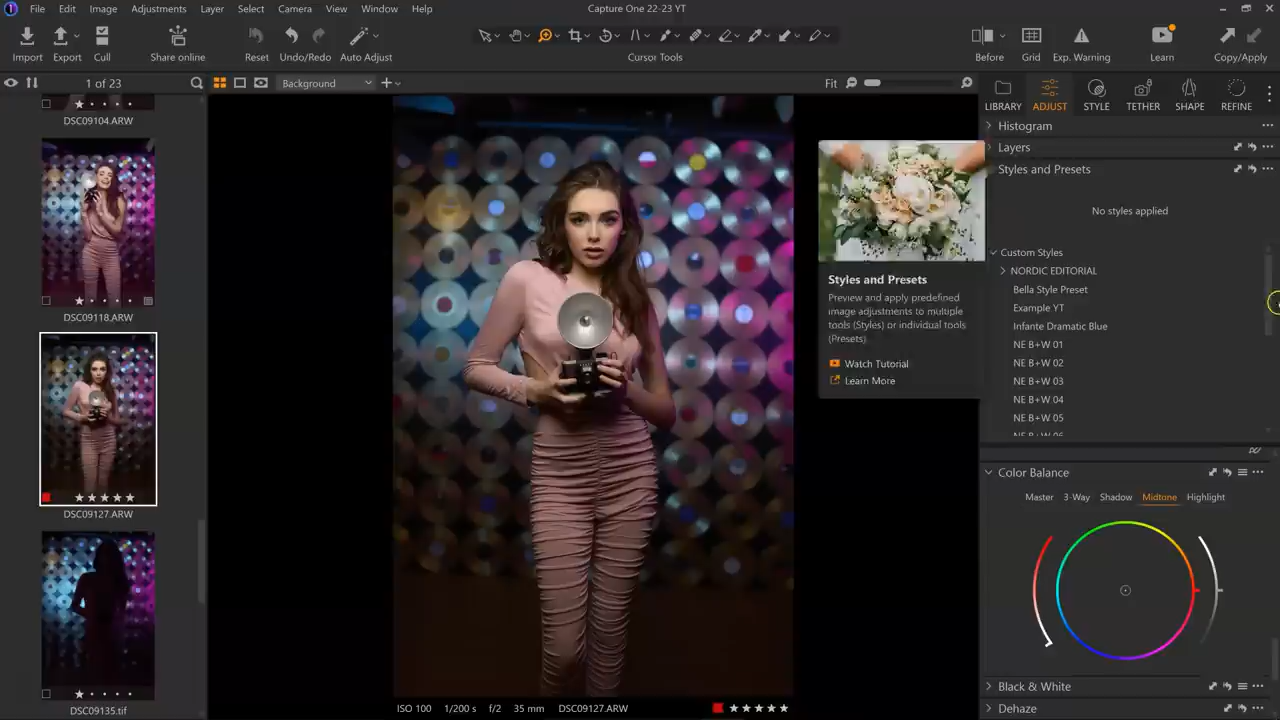 File Edit Image Adjustments Layer Select Camera View Window Help
Capture One 22-23 YT
Import Export Cull
Share online
Reset Undo/Redo Auto Adjust
Cursor Tools
Before Grid Exp. Warning
Learn
Copy/Apply
1 of 23
Background
Fit
LIBRARY ADJUST STYLE TETHER SHAPE REFINE
DSC09104.ARW
DSC09118.ARW
DSC09127.ARW
DSC09135.tif
Styles and Presets
Preview and apply predefined
image adjustments to multiple
tools (Styles) or individual tools
(Presets)
Watch Tutorial
Learn More
Histogram
Layers
Styles and Presets
No styles applied
Custom Styles
NORDIC EDITORIAL
Bella Style Preset
Example YT
Infante Dramatic Blue
NE B+W 01
NE B+W 02
NE B+W 03
NE B+W 04
NE B+W 05
NE B+W 06
Color Balance
Master 3-Way Shadow Midtone Highlight
Black & White
Dehaze
ISO 100 1/200 s f/2 35 mm DSC09127.ARW